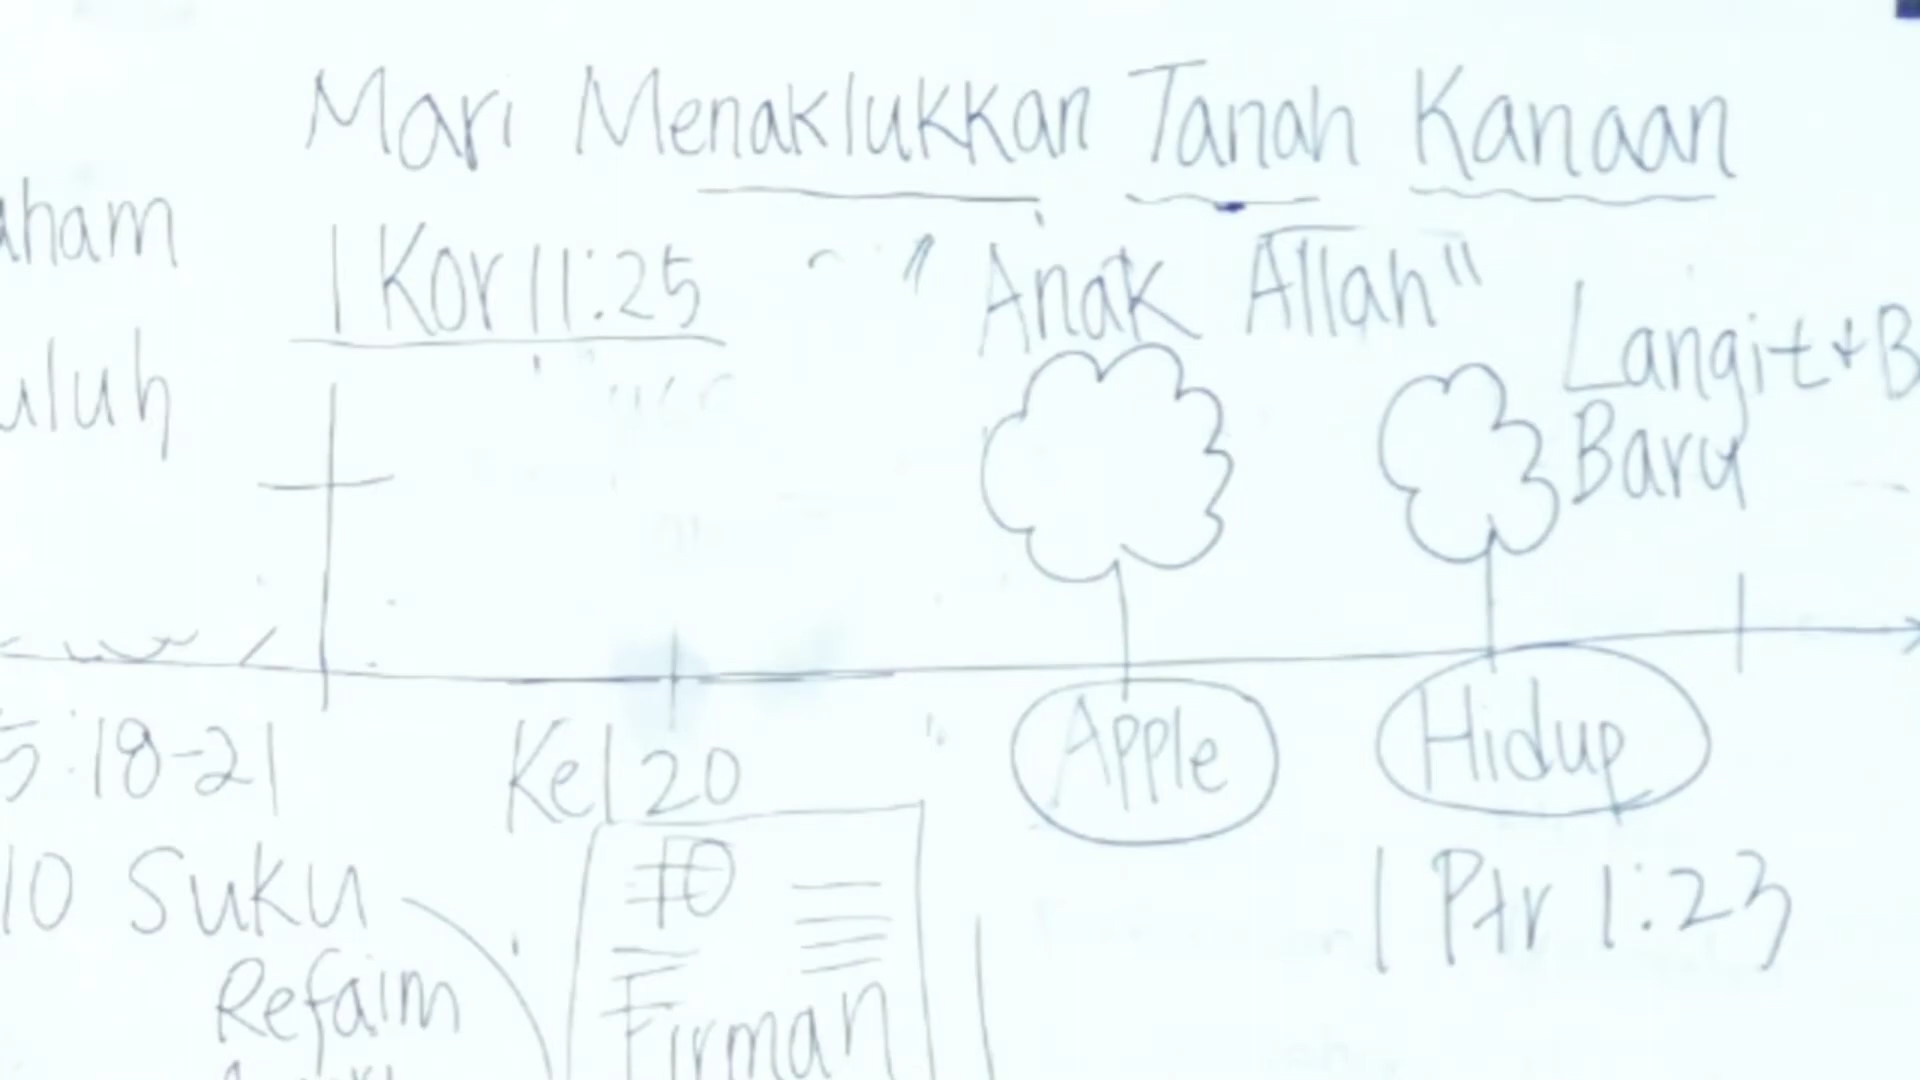 Mari Menaklukkan Tanah Kanaan
aham
1 Kor 11:25
"Anak Allah"
Langit + B
Baru
uluh
5:18-21
Kel 20
Apple
Hidup
10 Suku
10
1 Ptr 1:23
Refaim
Firman